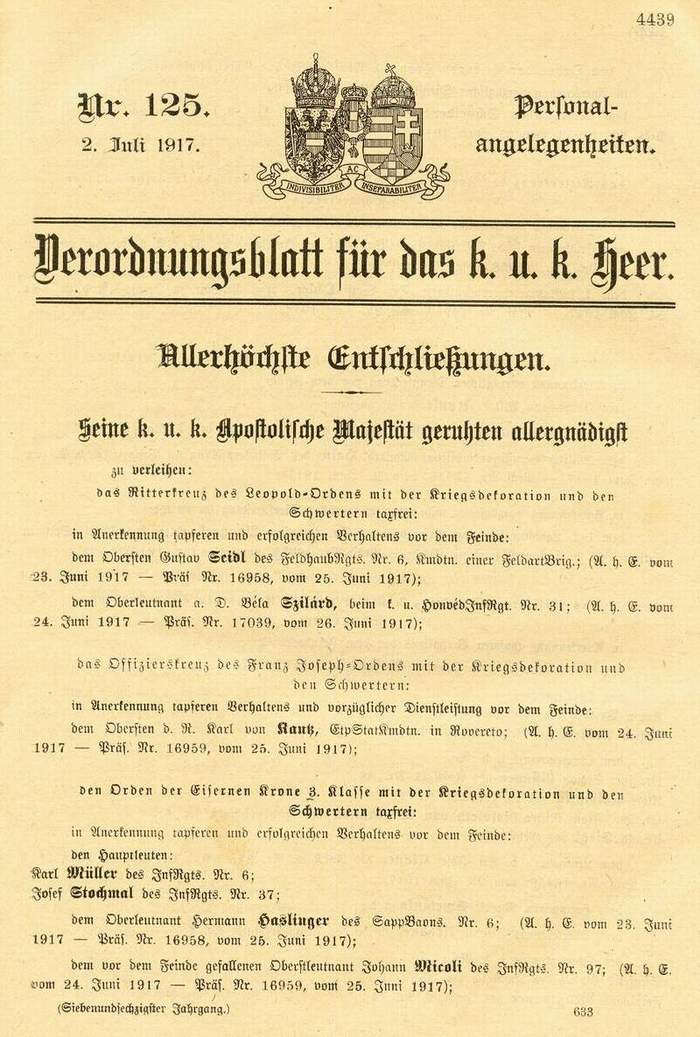 4439
Nr. 125.
2. Juli 1917.
INDIVISIBILITER AC INSEPARABILITER
Personal-
angelegenheiten.
Verordnungsblatt für das k. u. k. Heer.
Allerhöchste Entschließungen.
Seine k. u. k. Apostolische Majestät geruhten allergnädigst
zu verleihen:
das Ritterkreuz des Leopold-Ordens mit der Kriegsdekoration und den
Schwertern taxfrei:
in Anerkennung tapferen und erfolgreichen Verhaltens vor dem Feinde:
dem Obersten Gustav Seidl des FeldhaubRgts. Nr. 6, Kmdtn. einer FeldartBrig.; (A. h. E. vom
23. Juni 1917 — Präs Nr. 16958, vom 25. Juni 1917);
dem Oberleutnant a. D. Béla Szilárd, beim k. u. HonvédInfRgt. Nr. 31; (A. h. E. vom
24. Juni 1917 — Präs. Nr. 17039, vom 26. Juni 1917);
das Offizierskreuz des Franz Joseph-Ordens mit der Kriegsdekoration und
den Schwertern:
in Anerkennung tapferen Verhaltens und vorzüglicher Dienstleistung vor dem Feinde:
dem Obersten d. R. Karl von Kautz, EtpStatKmdtn. in Rovereto; (A. h. E. vom 24. Juni
1917 — Präs. Nr. 16959, vom 25. Juni 1917);
den Orden der Eisernen Krone 3. Klasse mit der Kriegsdekoration und den
Schwertern taxfrei:
in Anerkennung tapferen und erfolgreichen Verhaltens vor dem Feinde:
den Hauptleuten:
Karl Müller des InfRgts. Nr. 6;
Josef Stochmal des InfRgts. Nr. 37;
dem Oberleutnant Hermann Haslinger des SappBaons. Nr. 6; (A. h. E. vom 23. Juni
1917 — Präs. Nr. 16958, vom 25. Juni 1917);
dem vor dem Feinde gefallenen Oberstleutnant Johann Micoli des InfRgts. Nr. 97; (A. h. E.
vom 24. Juni 1917 — Präs. Nr. 16959, vom 25. Juni 1917);
(Siebenundsechzigster Jahrgang.) 633